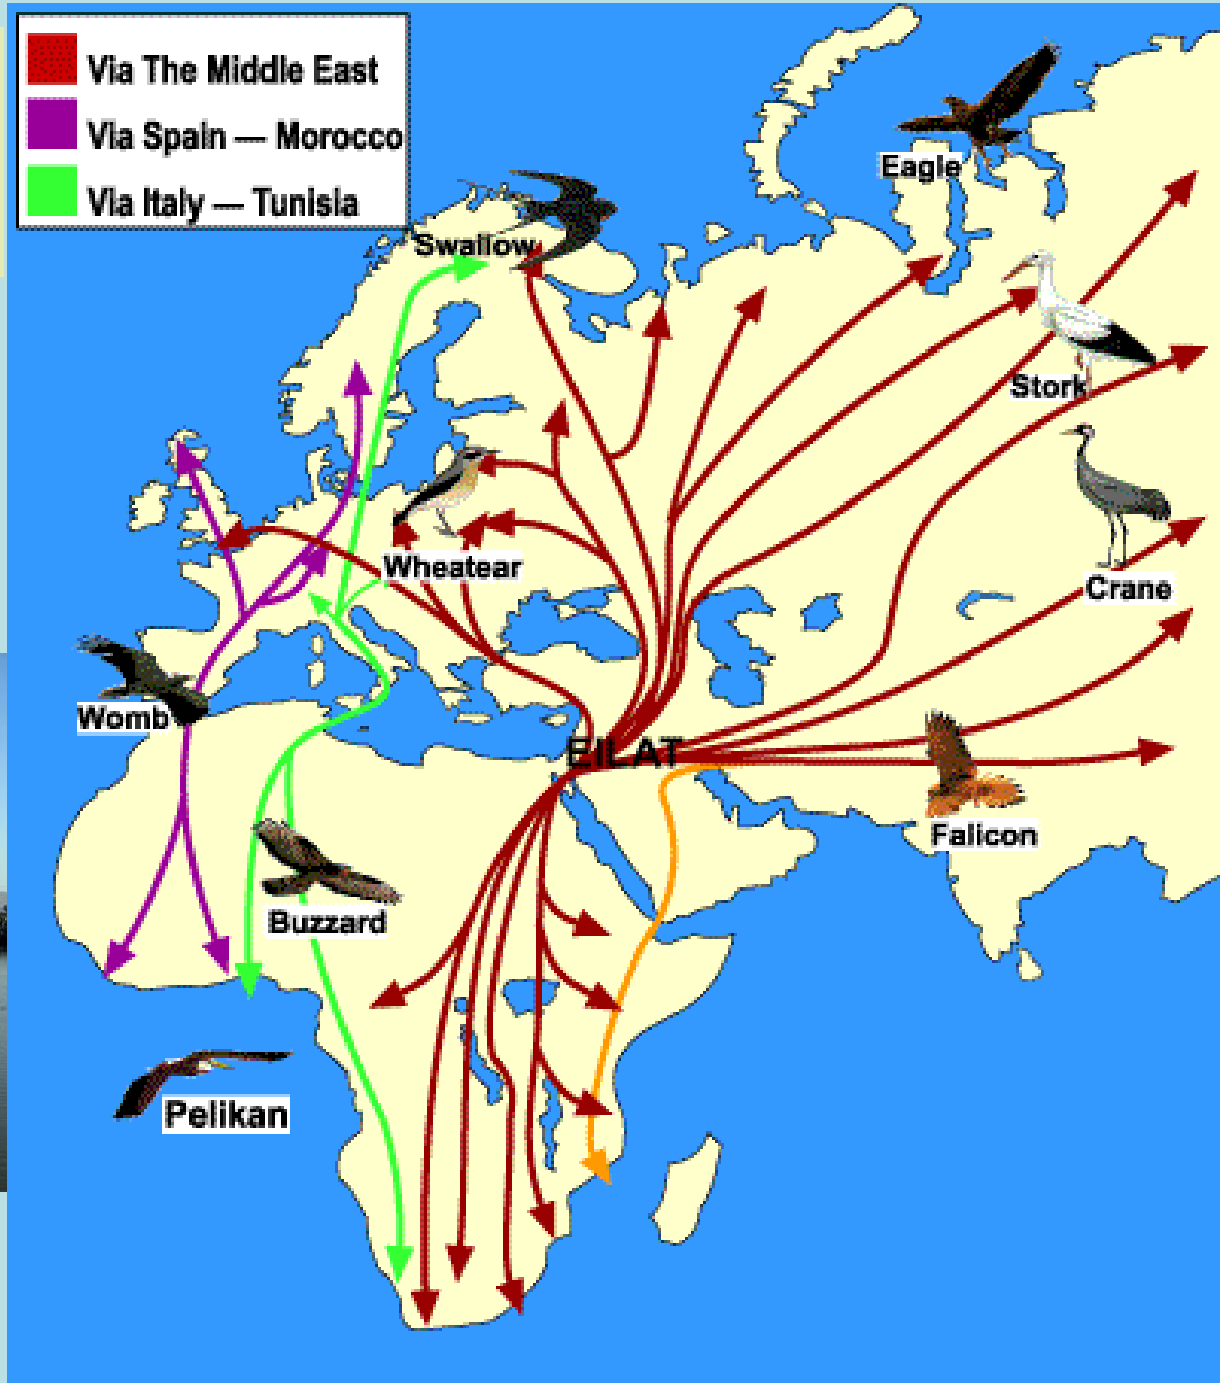 Via The Middle East
Via Spain — Morocco
Via Italy — Tunisia
Eagle
Swallow
Stork
Wheatear
Crane
Womb
EILAT
Falicon
Buzzard
Pelikan